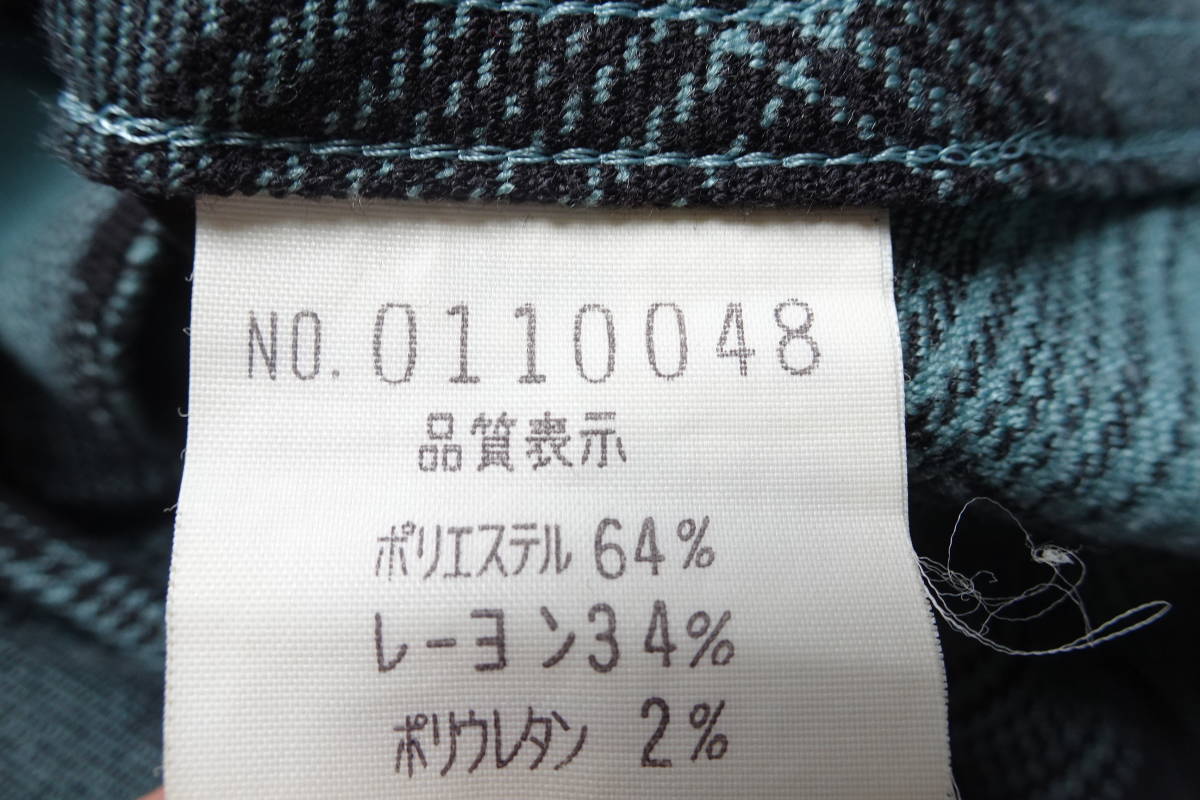 NO. 0110048
品質表示
ポリエステル 64%
レーヨン34%
ポリウレタン 2%